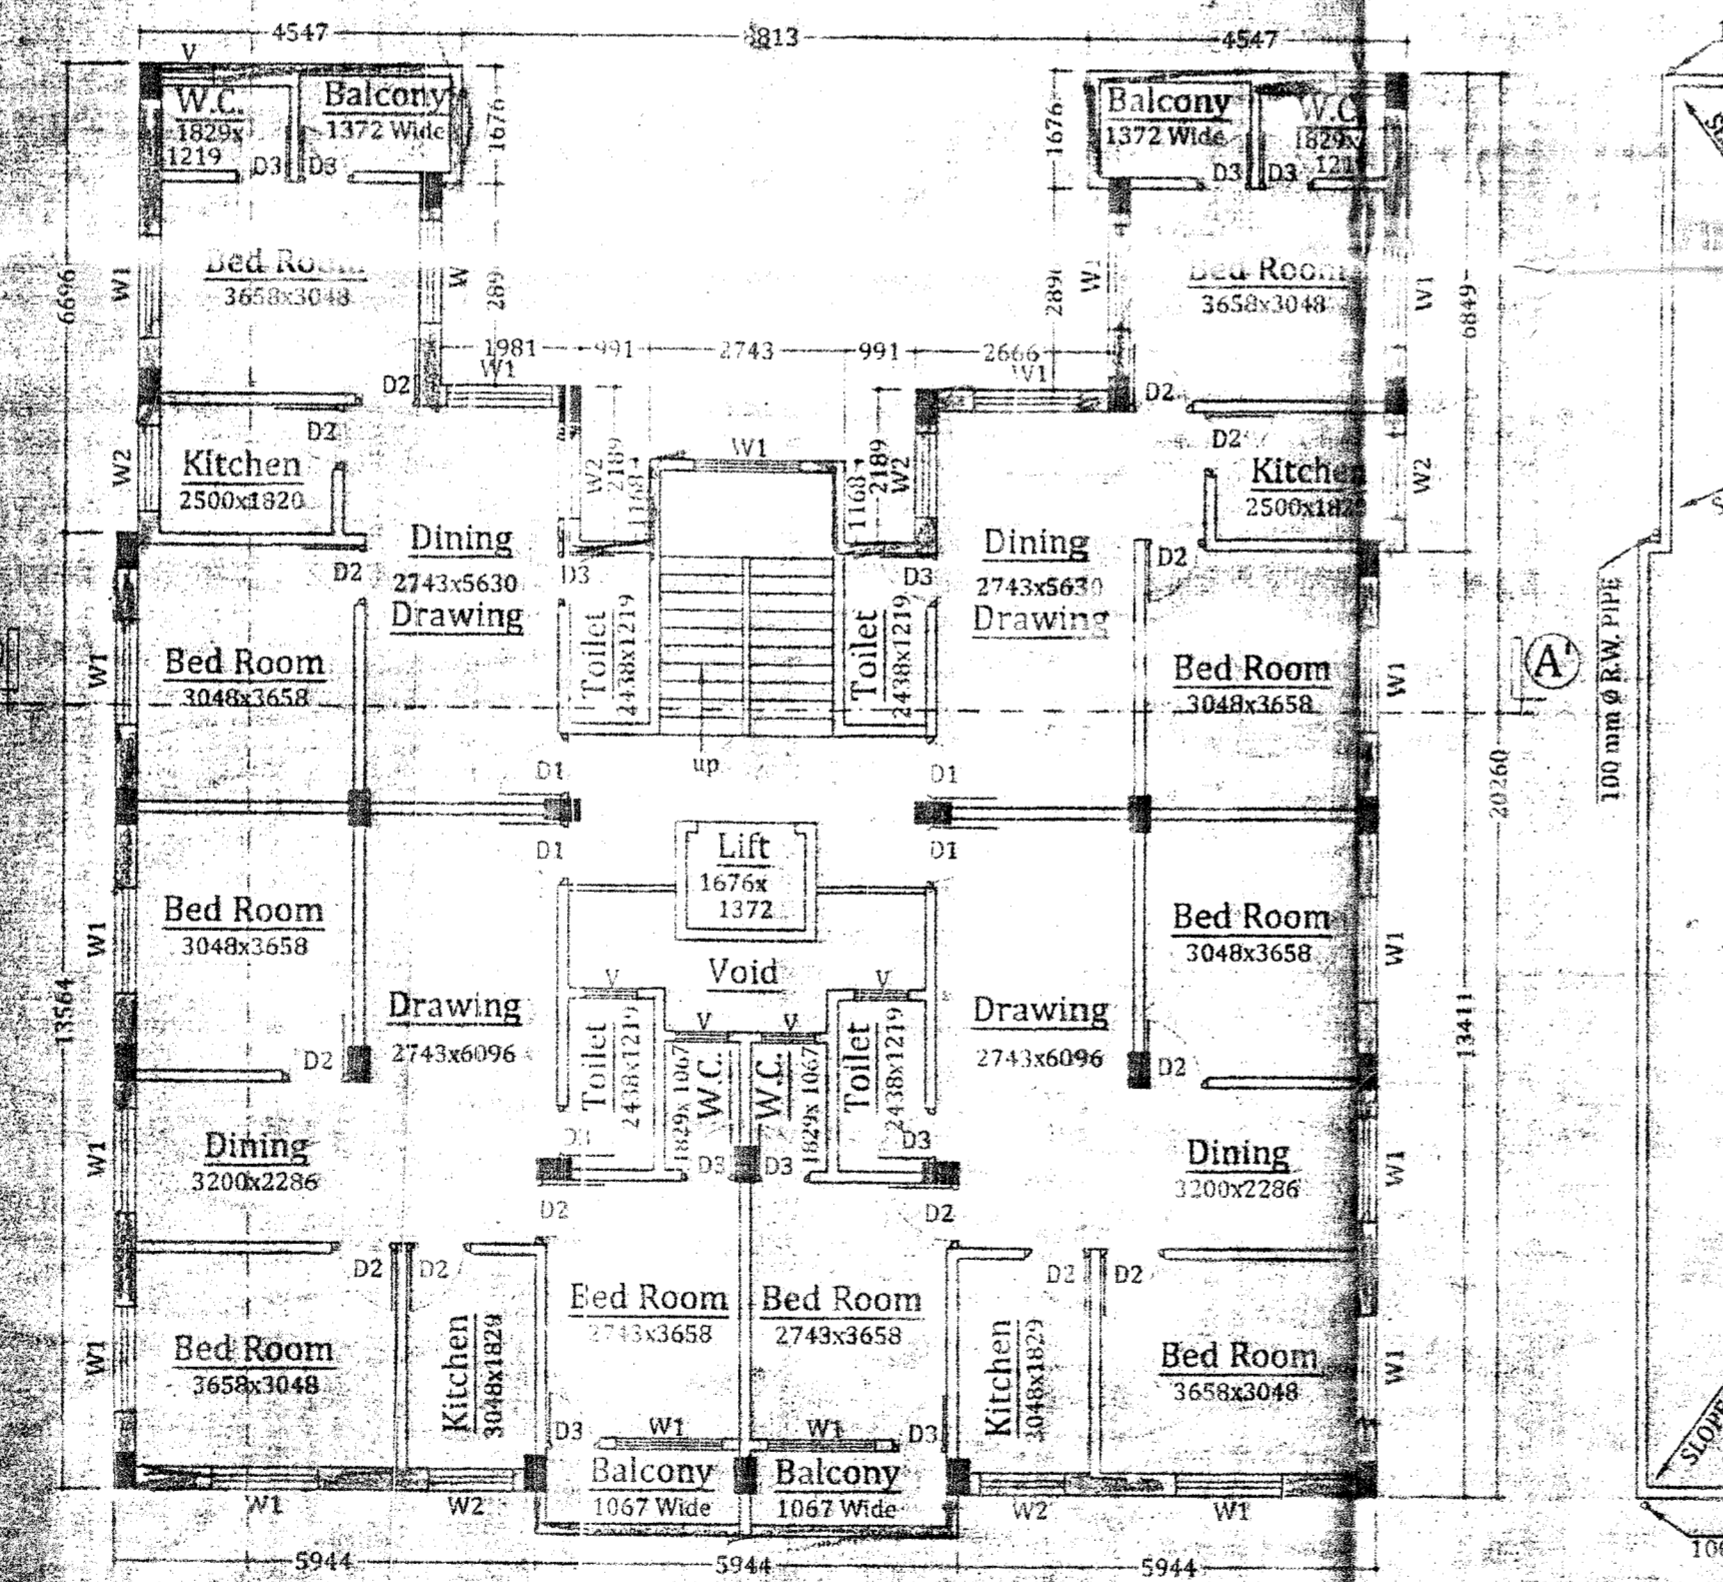 4547
4547
V
W.C.
1829x
1219
Balcony
1372 Wide
D3
D3
1676
1676
Balcony
1372 Wide
W.C.
1829x
D3
D3
6696
W1
Bed Room
3658x3048
W1
Bed Room
3658x3048
W1
6849
1981
991
2743
991
2666
W1
W1
D2
D2
D2
D2
W2
Kitchen
2500x1820
W2
2189
1168
W1
1168
2189
W2
Kitchen
W2
Dining
2743x5630
Drawing
Dining
2743x5630
Drawing
D2
D3
D3
D2
Toilet
2438x1219
Toilet
2438x1219
W1
Bed Room
3048x3658
Bed Room
3048x3658
W1
A'
100 mm Ø R.W. PIPE
up
D1
D1
20260
D1
D1
Lift
1676x
1372
W1
Bed Room
3048x3658
Bed Room
3048x3658
W1
13564
Void
V
V
V
V
Drawing
2743x6096
Drawing
2743x6096
13411
D2
D2
Toilet
2438x1219
1829x 1067
W.C.
W.C.
1829x 1067
Toilet
2438x1219
W1
Dining
3200x2286
D3
D3
D3
Dining
3200x2286
W1
D2
D2
D2
D2
D2
D2
W1
Bed Room
3658x3048
Kitchen
3048x1829
Bed Room
2743x3658
Bed Room
2743x3658
Kitchen
3048x1829
Bed Room
3658x3048
W1
D3
W1
W1
D3
SLOPE
Balcony
1067 Wide
Balcony
1067 Wide
W1
W2
W2
W1
5944
5944
5944